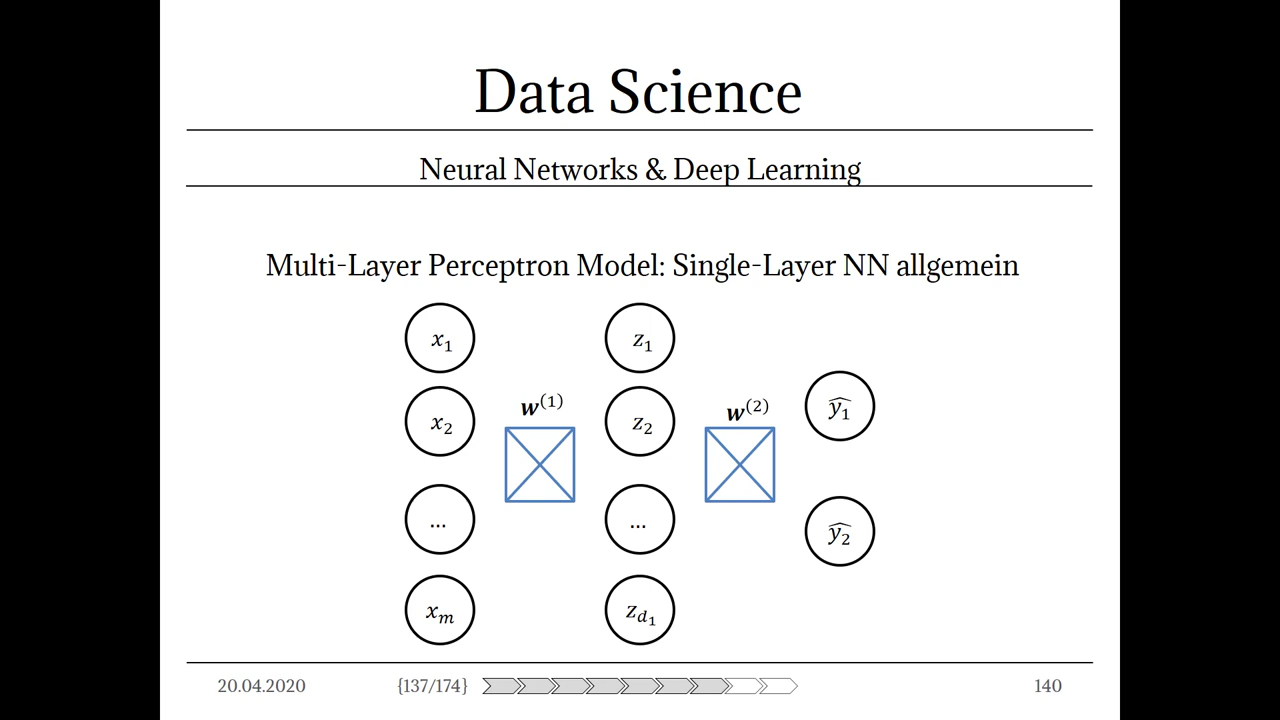 Data Science
Neural Networks & Deep Learning
Multi-Layer Perceptron Model: Single-Layer NN allgemein
x₁
z₁
w⁽¹⁾
w⁽²⁾
ŷ₁
x₂
z₂
...
...
ŷ₂
xₘ
z_{d₁}
20.04.2020 {137/174} 140